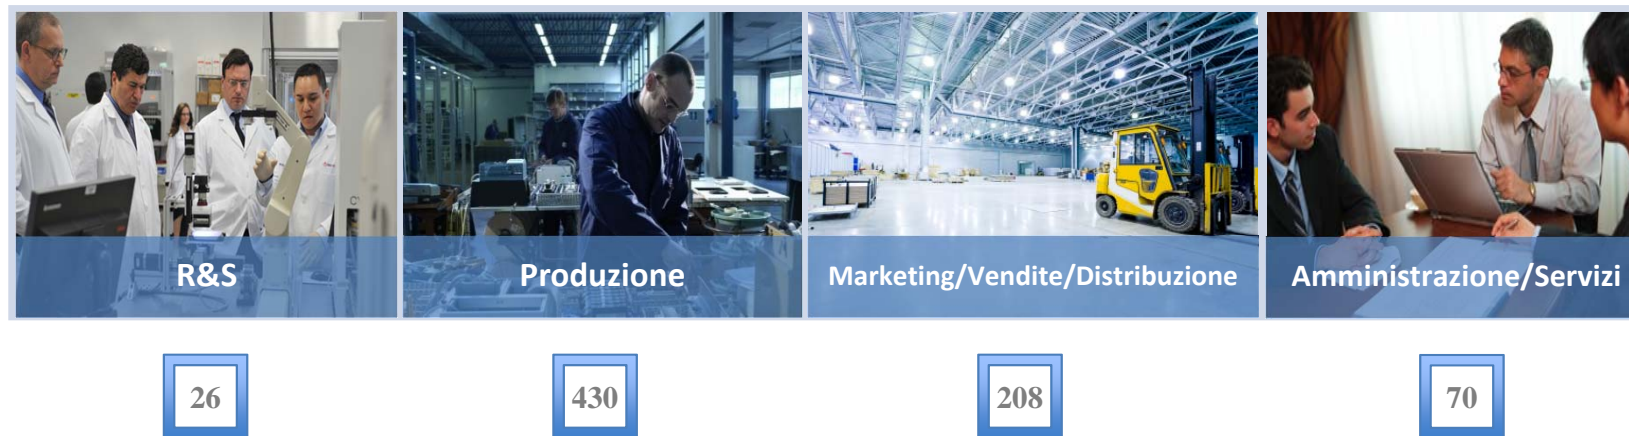 R&S
Produzione
Marketing/Vendite/Distribuzione
Amministrazione/Servizi
26
430
208
70